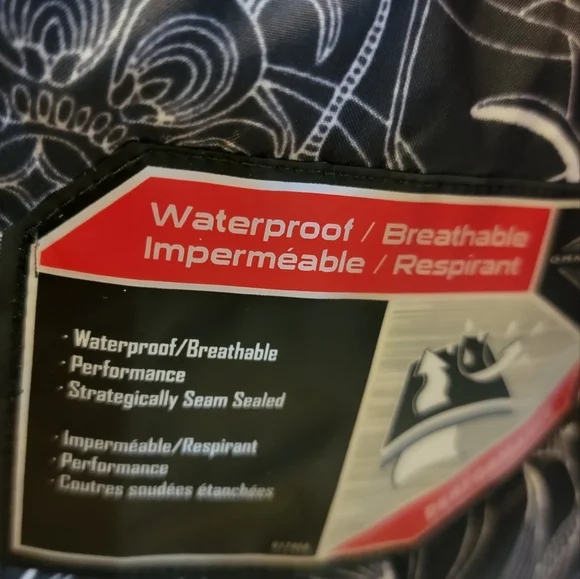 Waterproof / Breathable
Imperméable / Respirant
· Waterproof/Breathable
· Performance
· Strategically Seam Sealed
· Imperméable/Respirant
· Performance
· Coutres soudées étanchées